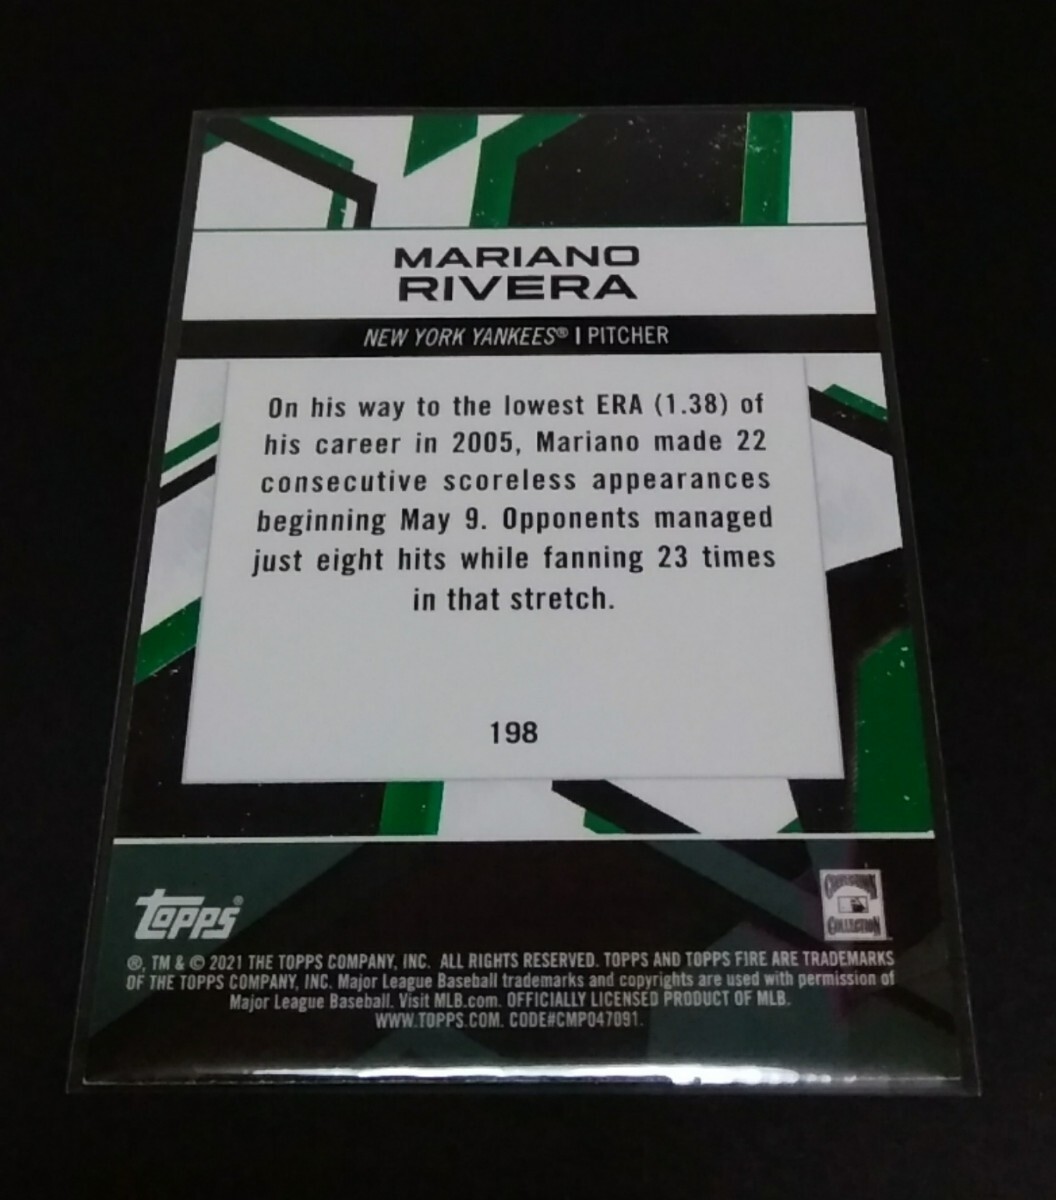 MARIANO
RIVERA
NEW YORK YANKEES® | PITCHER
On his way to the lowest ERA (1.38) of
his career in 2005, Mariano made 22
consecutive scoreless appearances
beginning May 9. Opponents managed
just eight hits while fanning 23 times
in that stretch.
198
topps®
COOPERSTOWN
COLLECTION
®, TM & © 2021 THE TOPPS COMPANY, INC. ALL RIGHTS RESERVED. TOPPS AND TOPPS FIRE ARE TRADEMARKS
OF THE TOPPS COMPANY, INC. Major League Baseball trademarks and copyrights are used with permission of
Major League Baseball. Visit MLB.com. OFFICIALLY LICENSED PRODUCT OF MLB.
WWW.TOPPS.COM. CODE#CMP047091.